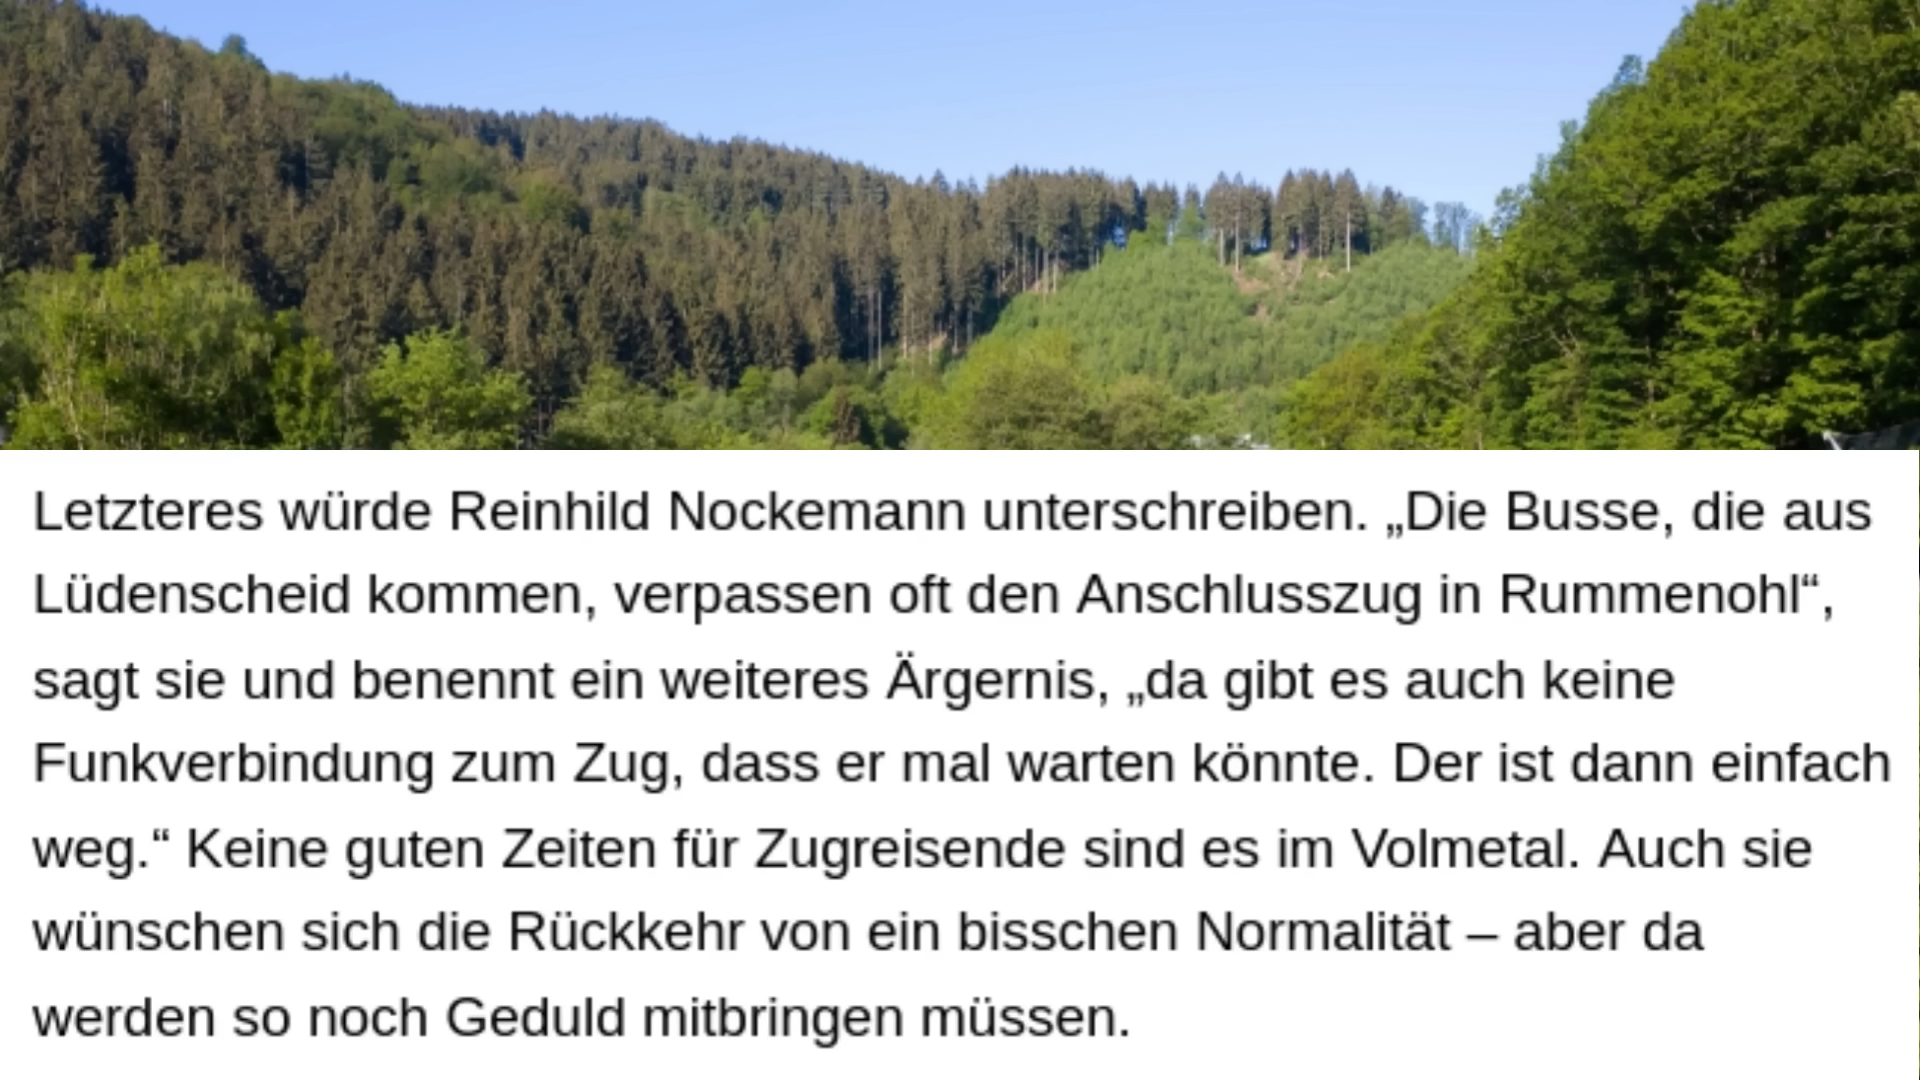 Letzteres würde Reinhild Nockemann unterschreiben. „Die Busse, die aus
Lüdenscheid kommen, verpassen oft den Anschlusszug in Rummenohl“,
sagt sie und benennt ein weiteres Ärgernis, „da gibt es auch keine
Funkverbindung zum Zug, dass er mal warten könnte. Der ist dann einfach
weg.“ Keine guten Zeiten für Zugreisende sind es im Volmetal. Auch sie
wünschen sich die Rückkehr von ein bisschen Normalität – aber da
werden so noch Geduld mitbringen müssen.